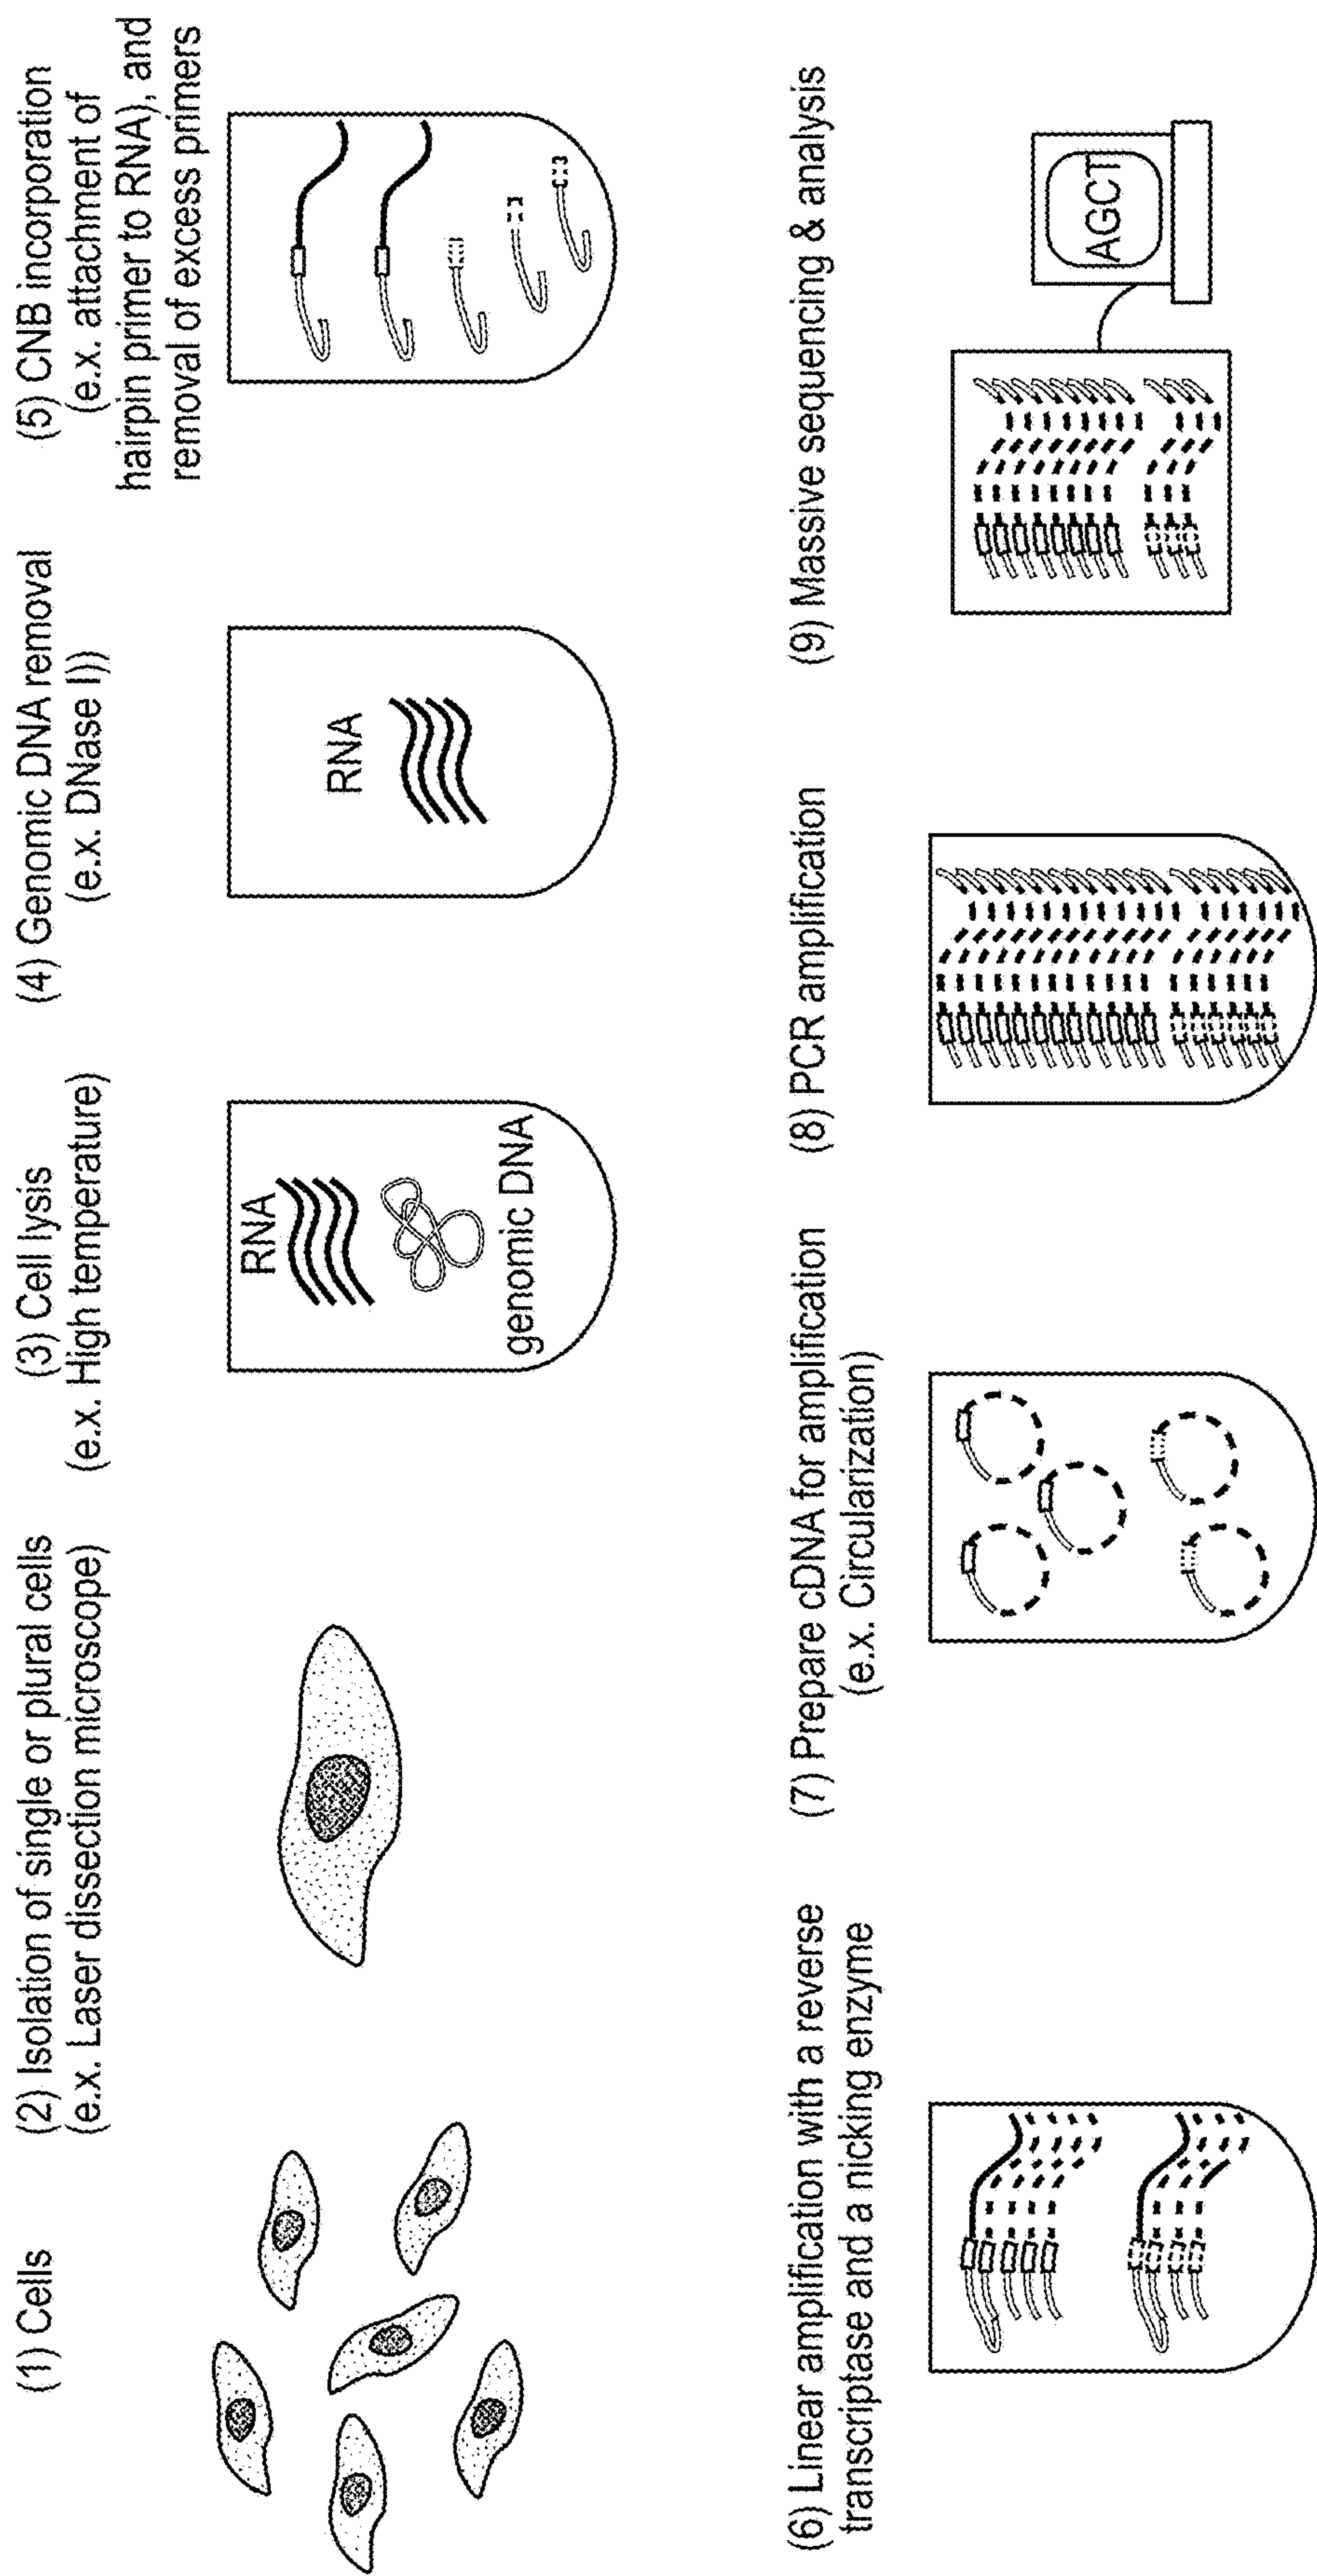 (1) Cells
(2) Isolation of single or plural cells
(e.x. Laser dissection microscope)
(3) Cell lysis
(e.x. High temperature)
RNA
genomic DNA
(4) Genomic DNA removal
(e.x. DNase I))
RNA
(5) CNB incorporation
(e.x. attachment of
hairpin primer to RNA), and
removal of excess primers
(6) Linear amplification with a reverse
transcriptase and a nicking enzyme
(7) Prepare cDNA for amplification
(e.x. Circularization)
(8) PCR amplification
(9) Massive sequencing & analysis
AGCT